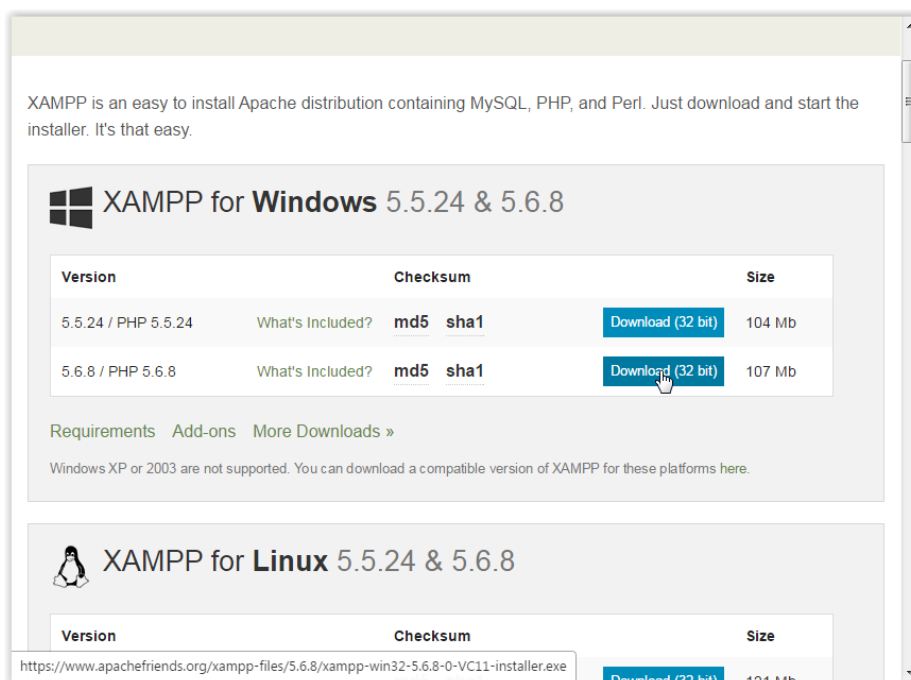 XAMPP is an easy to install Apache distribution containing MySQL, PHP, and Perl. Just download and start the
installer. It's that easy.
XAMPP for Windows 5.5.24 & 5.6.8
Version Checksum Size
5.5.24 / PHP 5.5.24 What's Included? md5 sha1 Download (32 bit) 104 Mb
5.6.8 / PHP 5.6.8 What's Included? md5 sha1 Download (32 bit) 107 Mb
Requirements Add-ons More Downloads »
Windows XP or 2003 are not supported. You can download a compatible version of XAMPP for these platforms here.
XAMPP for Linux 5.5.24 & 5.6.8
Version Checksum Size
https://www.apachefriends.org/xampp-files/5.6.8/xampp-win32-5.6.8-0-VC11-installer.exe
Download (32 bit)